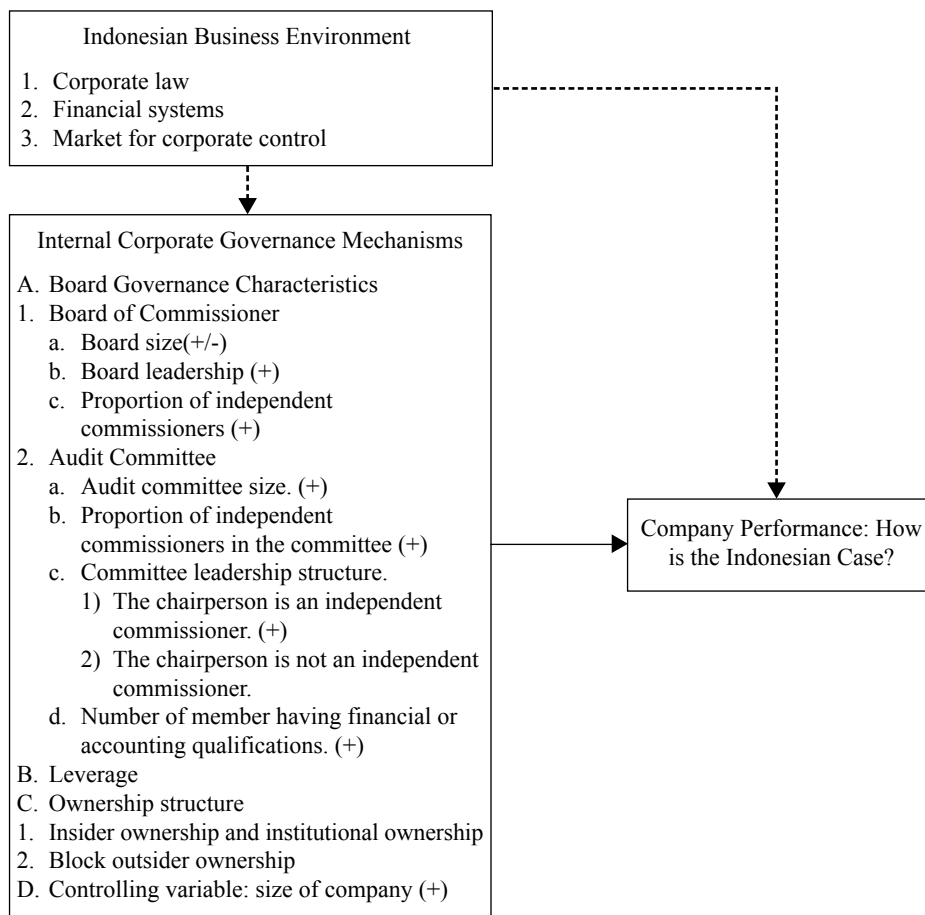 Indonesian Business Environment
1. Corporate law
2. Financial systems
3. Market for corporate control
Internal Corporate Governance Mechanisms
A. Board Governance Characteristics
1. Board of Commissioner
a. Board size(+/-)
b. Board leadership (+)
c. Proportion of independent
commissioners (+)
2. Audit Committee
a. Audit committee size. (+)
b. Proportion of independent
commissioners in the committee (+)
c. Committee leadership structure.
1) The chairperson is an independent
commissioner. (+)
2) The chairperson is not an independent
commissioner.
d. Number of member having financial or
accounting qualifications. (+)
B. Leverage
C. Ownership structure
1. Insider ownership and institutional ownership
2. Block outsider ownership
D. Controlling variable: size of company (+)
Company Performance: How
is the Indonesian Case?